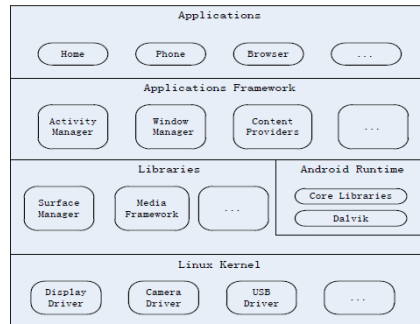 Applications
Home Phone Browser ...
Applications Framework
Activity Manager
Window Manager
Content Providers
...
Libraries
Surface Manager
Media Framework
...
Android Runtime
Core Libraries
Dalvik
Linux Kernel
Display Driver
Camera Driver
USB Driver
...